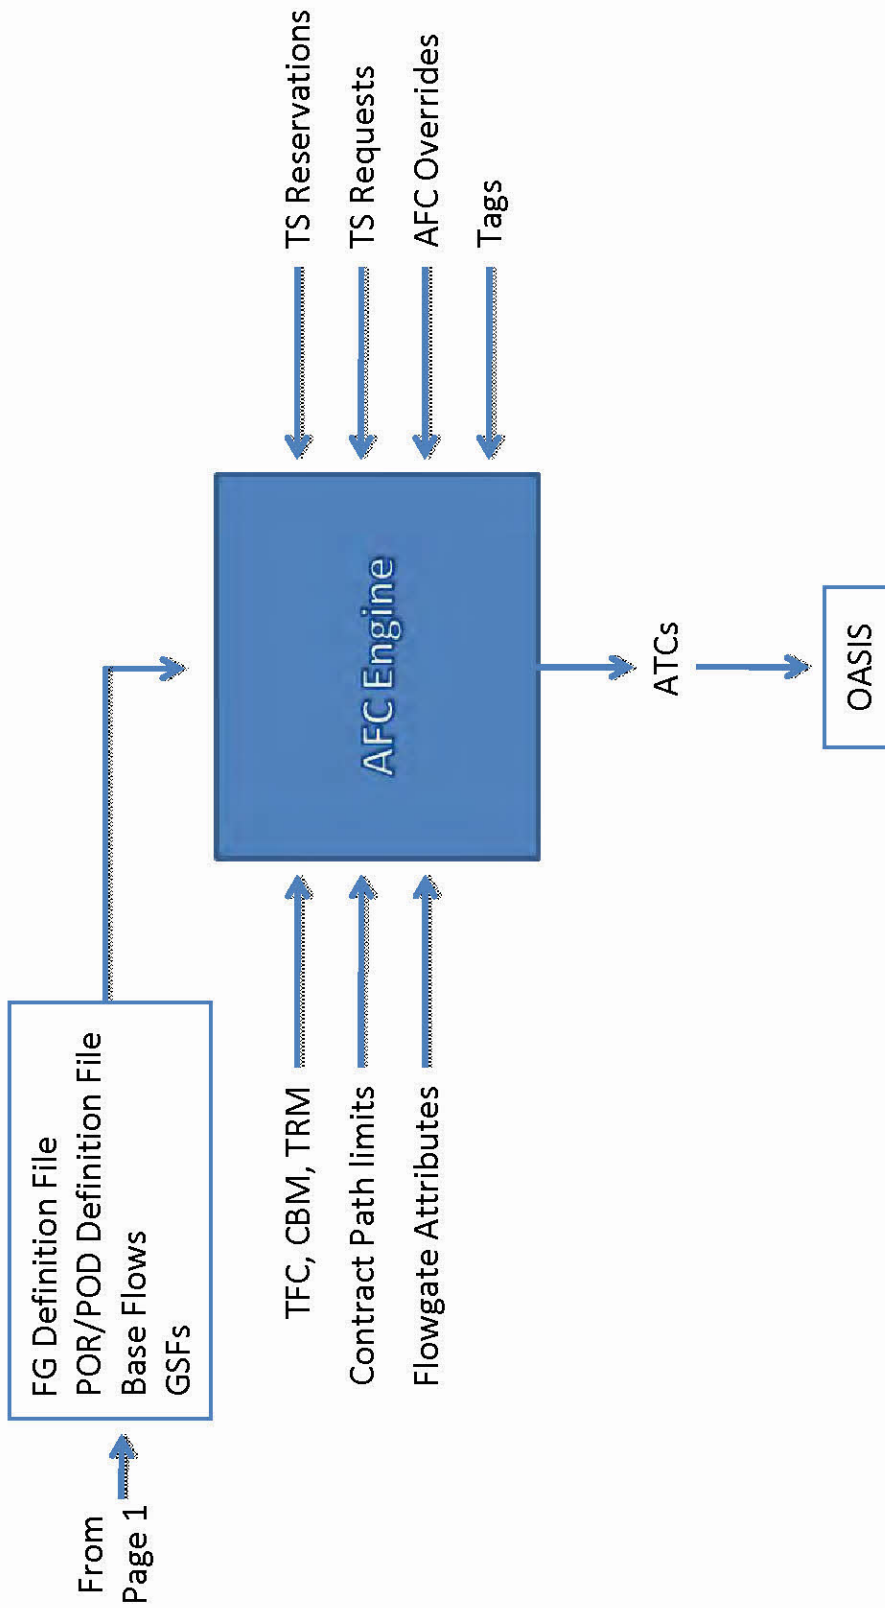 From
Page 1
FG Definition File
POR/POD Definition File
Base Flows
GSFs
TFC, CBM, TRM
Contract Path limits
Flowgate Attributes
AFC Engine
TS Reservations
TS Requests
AFC Overrides
Tags
ATCs
OASIS